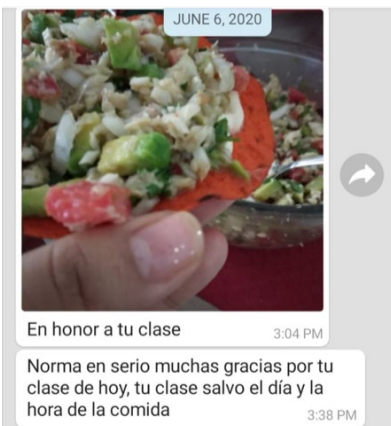 JUNE 6, 2020
En honor a tu clase
3:04 PM
Norma en serio muchas gracias por tu
clase de hoy, tu clase salvo el día y la
hora de la comida
3:38 PM